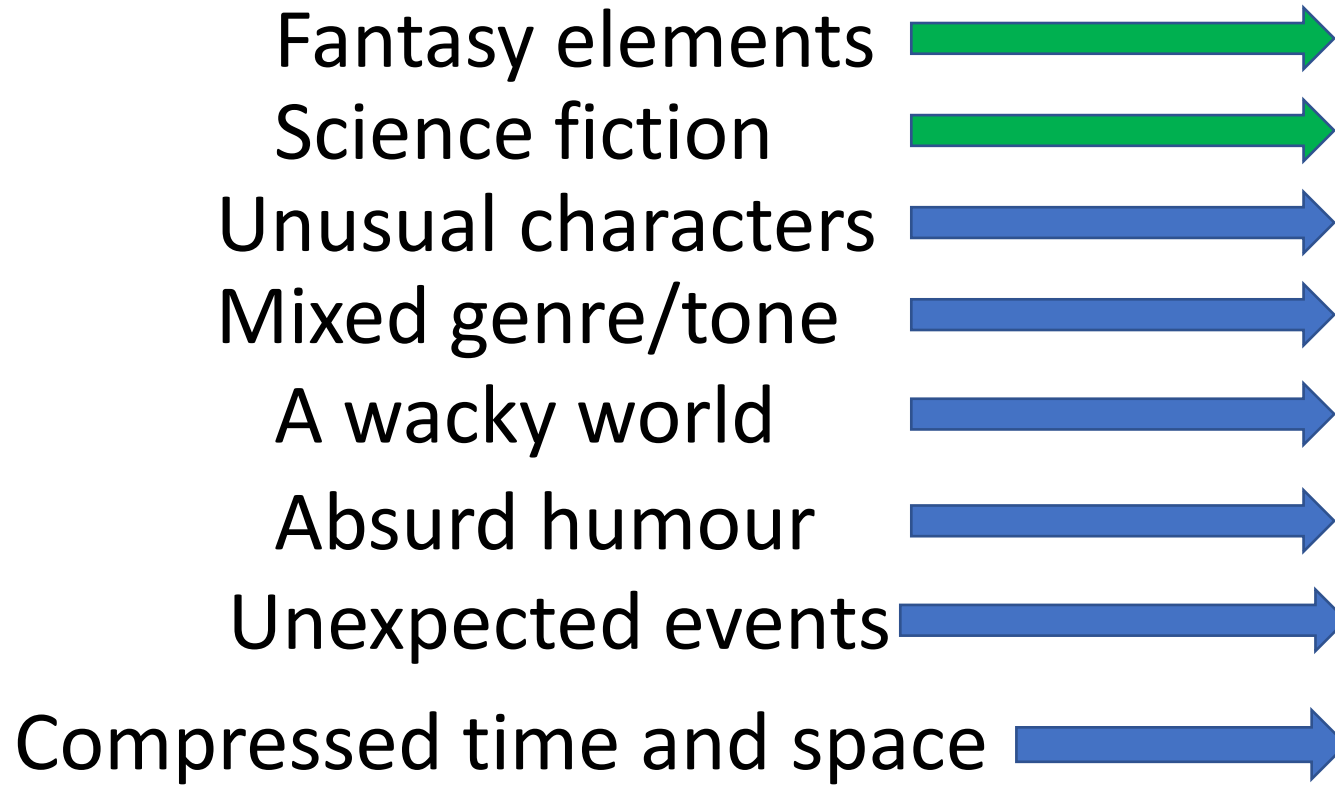 Fantasy elements
Science fiction
Unusual characters
Mixed genre/tone
A wacky world
Absurd humour
Unexpected events
Compressed time and space